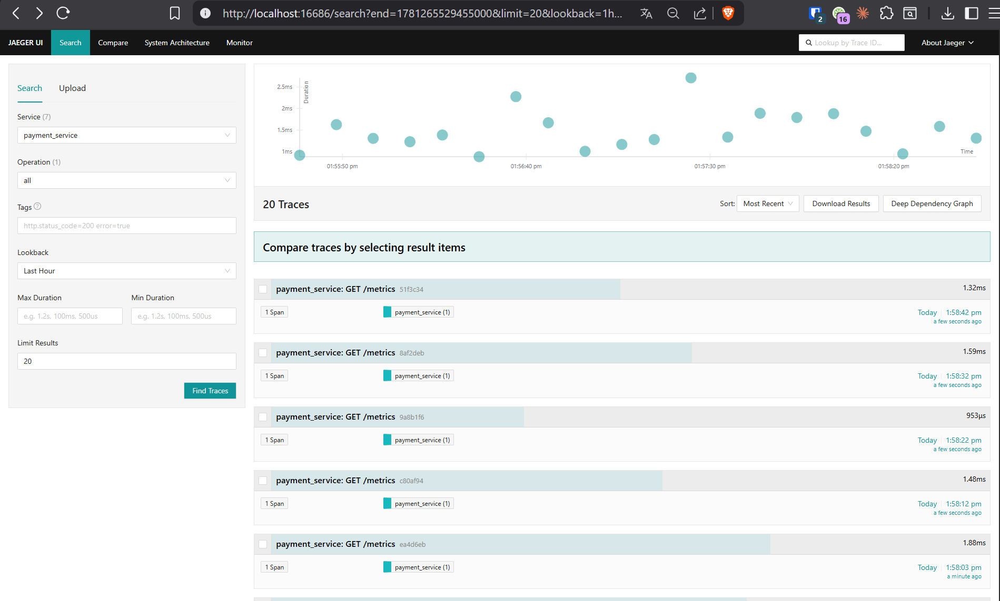 http://localhost:16686/search?end=1781265529455000&limit=20&lookback=1h...
2
16
JAEGER UI
Search
Compare
System Architecture
Monitor
Lookup by Trace ID...
About Jaeger
Search
Upload
Service (7)
payment_service
Operation (1)
all
Tags
http.status_code=200 error=true
Lookback
Last Hour
Max Duration
Min Duration
e.g. 1.2s, 100ms, 500us
e.g. 1.2s, 100ms, 500us
Limit Results
20
Find Traces
Duration
2.5ms
2ms
1.5ms
1ms
Time
01:55:50 pm
01:56:40 pm
01:57:30 pm
01:58:20 pm
20 Traces
Sort:
Most Recent
Download Results
Deep Dependency Graph
Compare traces by selecting result items
payment_service: GET /metrics 51f3c34
1.32ms
1 Span
payment_service (1)
Today 1:58:42 pm
a few seconds ago
payment_service: GET /metrics 8af2deb
1.59ms
1 Span
payment_service (1)
Today 1:58:32 pm
a few seconds ago
payment_service: GET /metrics 9a8b1f6
953μs
1 Span
payment_service (1)
Today 1:58:22 pm
a few seconds ago
payment_service: GET /metrics c80af94
1.48ms
1 Span
payment_service (1)
Today 1:58:12 pm
a few seconds ago
payment_service: GET /metrics ea4d6eb
1.88ms
1 Span
payment_service (1)
Today 1:58:03 pm
a minute ago